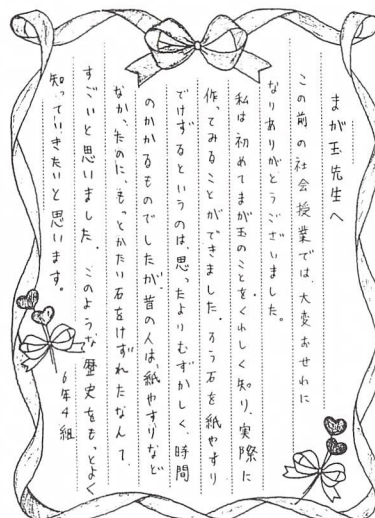 まが玉先生へ
この前の社会授業では、大変おせわに
なりありがとうございました。
私は初めてまが玉のことをくわしく知り、実際に
作ってみることができました。ろう石を紙やすり
でけずるというのは、思ったよりむずかしく、時間
のかかるものでしたが、昔の人は、紙やすりなど
なかったのに、もっとかたい石をけずれたなんて、
すごいと思いました。このような歴史をもっとよく
知っていきたいと思います。
6年4組